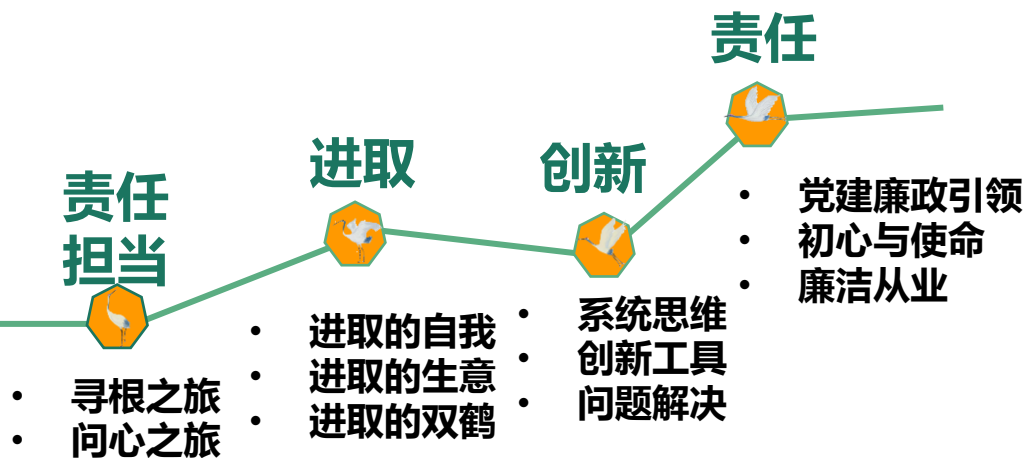 责任
担当
• 寻根之旅
• 问心之旅
进取
• 进取的自我
• 进取的生意
• 进取的双鹤
创新
• 系统思维
• 创新工具
• 问题解决
责任
• 党建廉政引领
• 初心与使命
• 廉洁从业